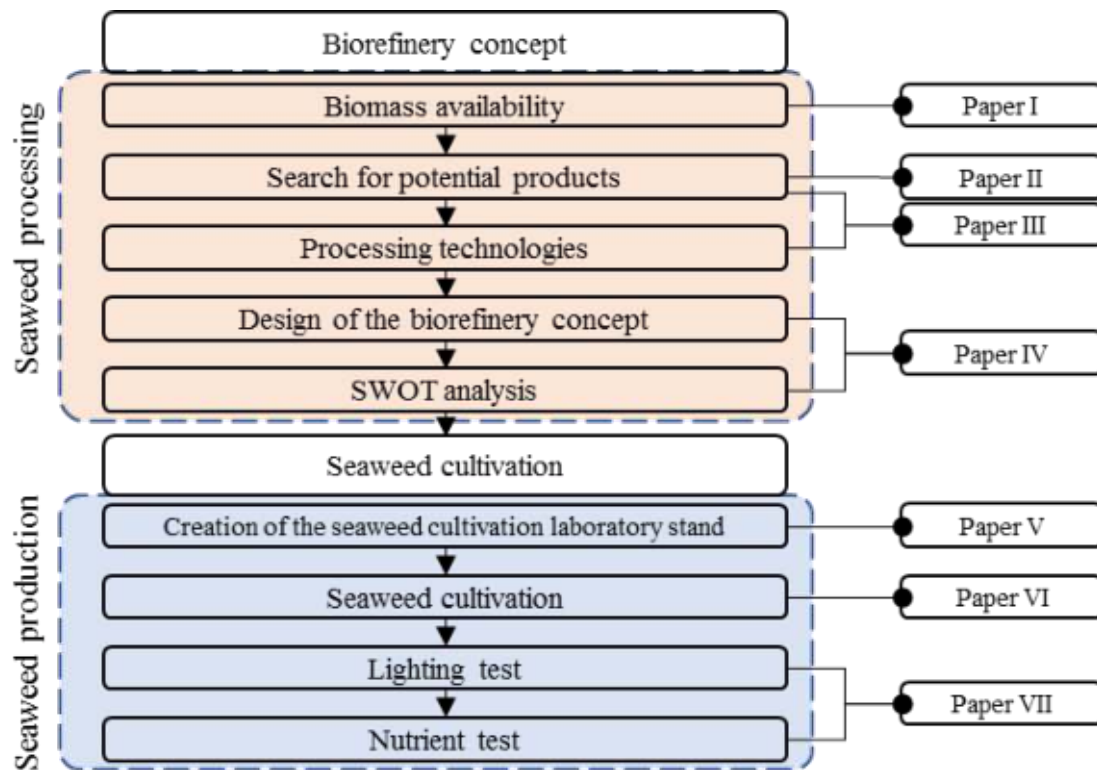 Biorefinery concept
Seaweed processing
Biomass availability
Paper I
Search for potential products
Paper II
Paper III
Processing technologies
Design of the biorefinery concept
Paper IV
SWOT analysis
Seaweed cultivation
Seaweed production
Creation of the seaweed cultivation laboratory stand
Paper V
Seaweed cultivation
Paper VI
Lighting test
Paper VII
Nutrient test